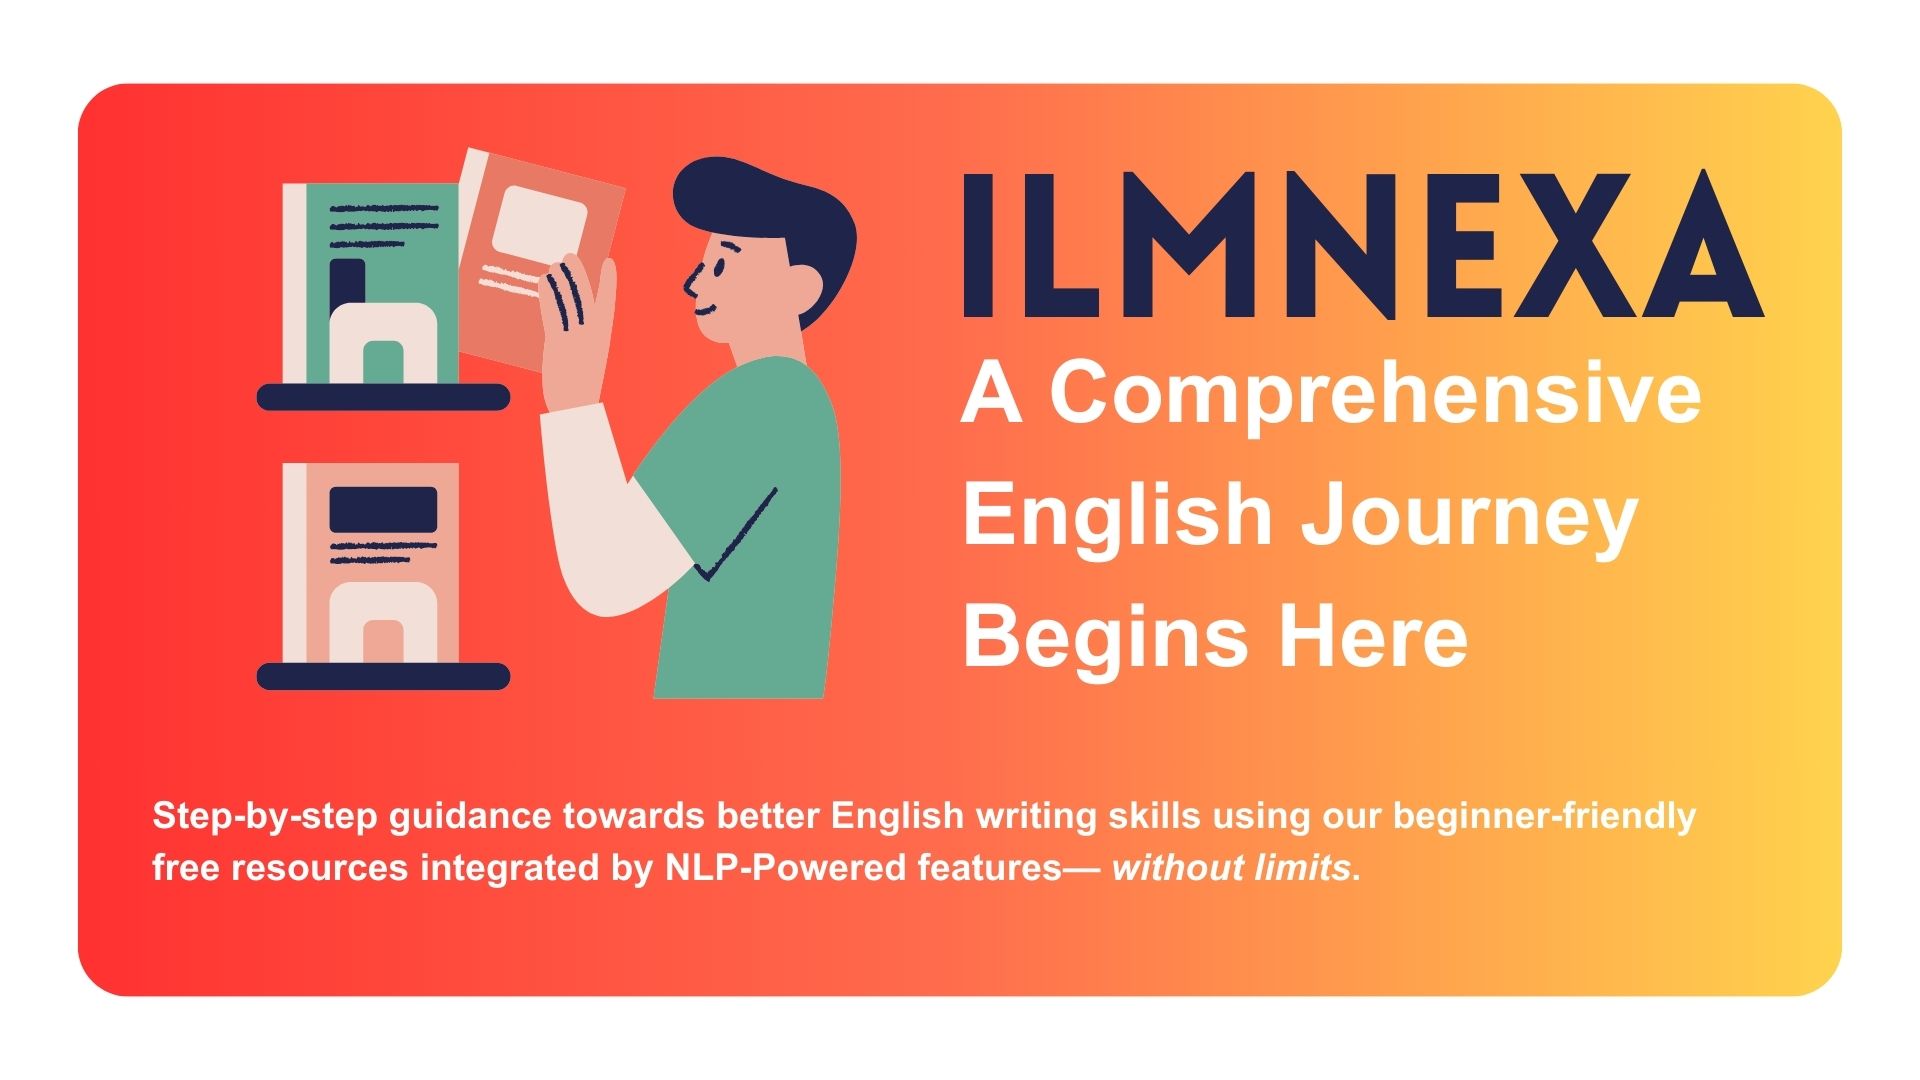 ILMNEXA
A Comprehensive
English Journey
Begins Here
Step-by-step guidance towards better English writing skills using our beginner-friendly
free resources integrated by NLP-Powered features— without limits.